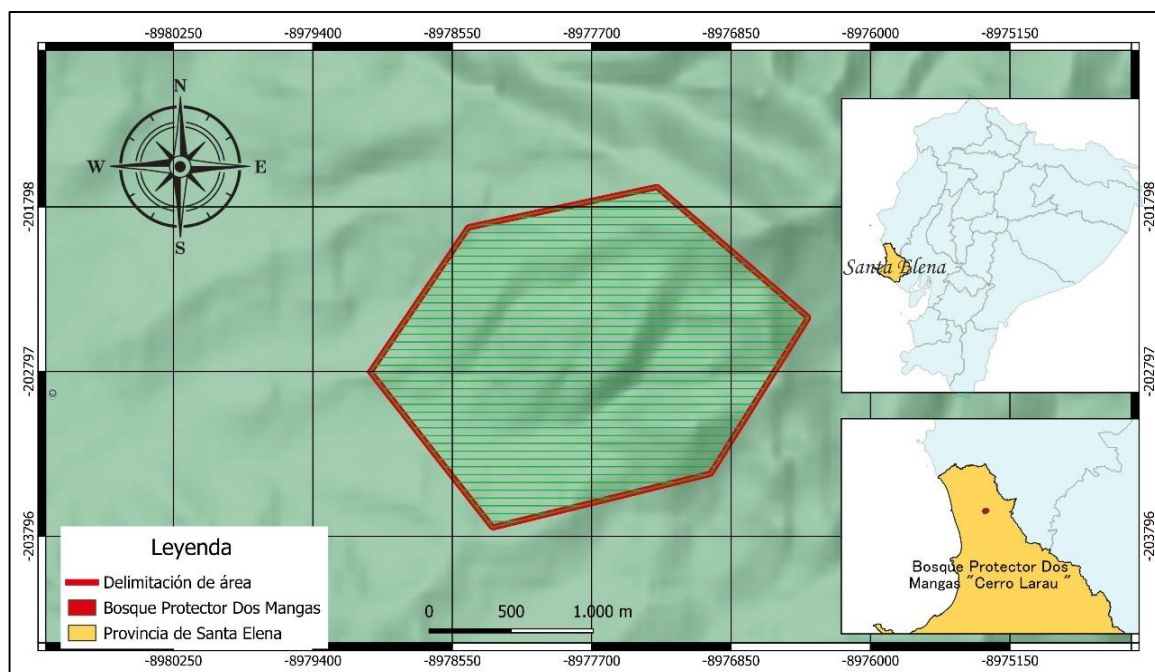 -8980250 -8979400 -8978550 -8977700 -8976850 -8976000 -8975150
N
W E
S
-201798 -201798
-202797 -202797
-203796 -203796
Santa Elena
Bosque Protector Dos
Mangas "Cerro Larau "
Leyenda
Delimitación de área
Bosque Protector Dos Mangas
Provincia de Santa Elena
0 500 1.000 m
-8980250 -8979400 -8978550 -8977700 -8976850 -8976000 -8975150